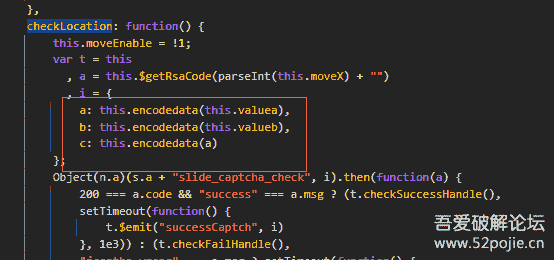 },
checkLocation: function() {
this.moveEnable = !1;
var t = this
, a = this.$getRsaCode(parseInt(this.moveX) + "")
, i = {
a: this.encodedata(this.valuea),
b: this.encodedata(this.valueb),
c: this.encodedata(a)
};
Object(n.a)(s.a + "slide_captcha_check", i).then(function(a) {
200 === a.code && "success" === a.msg ? (t.checkSuccessHandle(),
setTimeout(function() {
t.$emit("successCaptch", i)
}, 1e3)) : (t.checkFailHandle(),
吾爱破解论坛
www.52pojie.cn